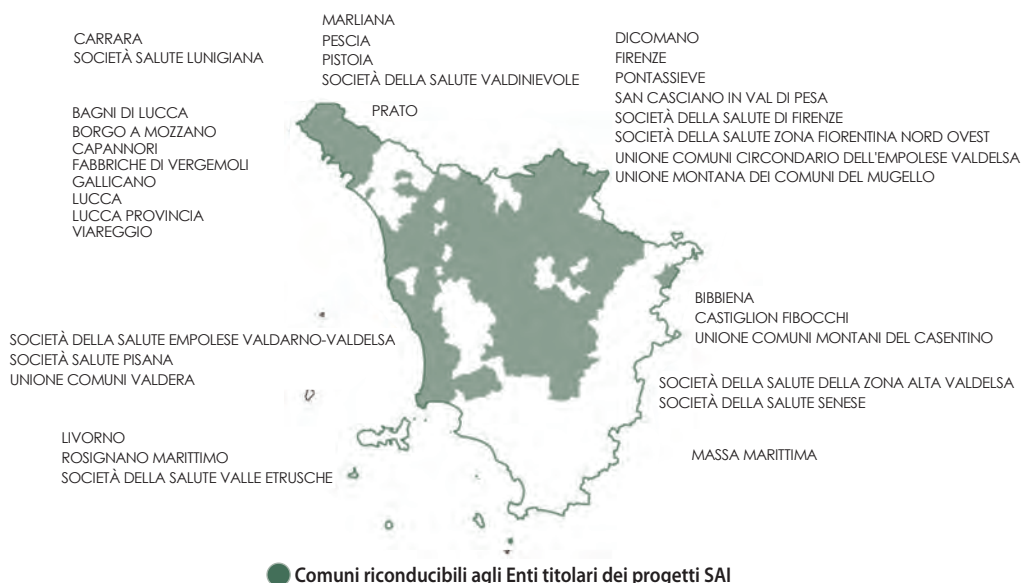 MARLIANA
PESCIA
PISTOIA
SOCIETÀ DELLA SALUTE VALDINIEVOLE
CARRARA
SOCIETÀ SALUTE LUNIGIANA
DICOMANO
FIRENZE
PONTASSIEVE
SAN CASCIANO IN VAL DI PESA
SOCIETÀ DELLA SALUTE DI FIRENZE
SOCIETÀ DELLA SALUTE ZONA FIORENTINA NORD OVEST
UNIONE COMUNI CIRCONDARIO DELL'EMPOLESE VALDELSA
UNIONE MONTANA DEI COMUNI DEL MUGELLO
PRATO
BAGNI DI LUCCA
BORGO A MOZZANO
CAPANNORI
FABBRICHE DI VERGEMOLI
GALLICANO
LUCCA
LUCCA PROVINCIA
VIAREGGIO
BIBBIENA
CASTIGLION FIBOCCHI
UNIONE COMUNI MONTANI DEL CASENTINO
SOCIETÀ DELLA SALUTE EMPOLESE VALDARNO-VALDELSA
SOCIETÀ SALUTE PISANA
UNIONE COMUNI VALDERA
SOCIETÀ DELLA SALUTE DELLA ZONA ALTA VALDELSA
SOCIETÀ DELLA SALUTE SENESE
LIVORNO
ROSIGNANO MARITTIMO
SOCIETÀ DELLA SALUTE VALLE ETRUSCHE
MASSA MARITTIMA
Comuni riconducibili agli Enti titolari dei progetti SAI